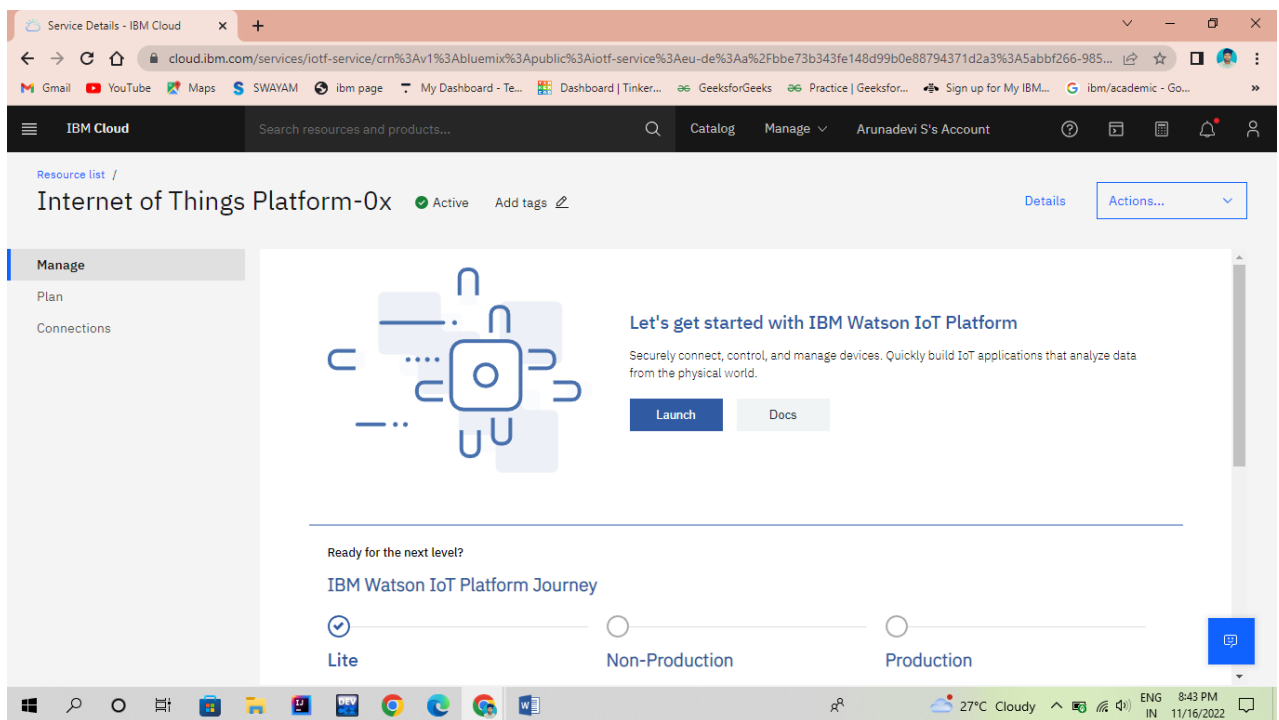 Service Details - IBM Cloud
cloud.ibm.com/services/iotf-service/crn%3Av1%3Abluemix%3Apublic%3Aiotf-service%3Aeu-de%3Aa%2Fbbe73b343fe148d99b0e88794371d2a3%3A5abbf266-985...
Gmail YouTube Maps SWAYAM ibm page My Dashboard - Te... Dashboard | Tinker... GeeksforGeeks Practice | Geeksfor... Sign up for My IBM... ibm/academic - Go... »
IBM Cloud Search resources and products... Catalog Manage Arunadevi S's Account
Resource list /
Internet of Things Platform-0x Active Add tags Details Actions...
Manage
Plan
Connections
Let's get started with IBM Watson IoT Platform
Securely connect, control, and manage devices. Quickly build IoT applications that analyze data
from the physical world.
Launch Docs
Ready for the next level?
IBM Watson IoT Platform Journey
Lite Non-Production Production
27°C Cloudy ENG 8:43 PM
IN 11/16/2022